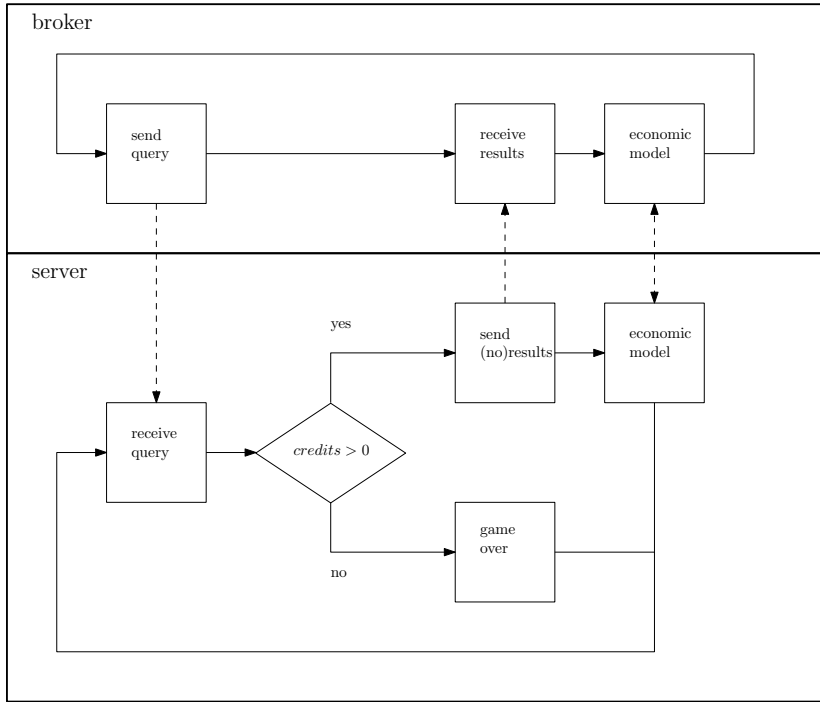 broker
send
query
receive
results
economic
model
server
yes
send
(no)results
economic
model
receive
query
credits > 0
game
over
no